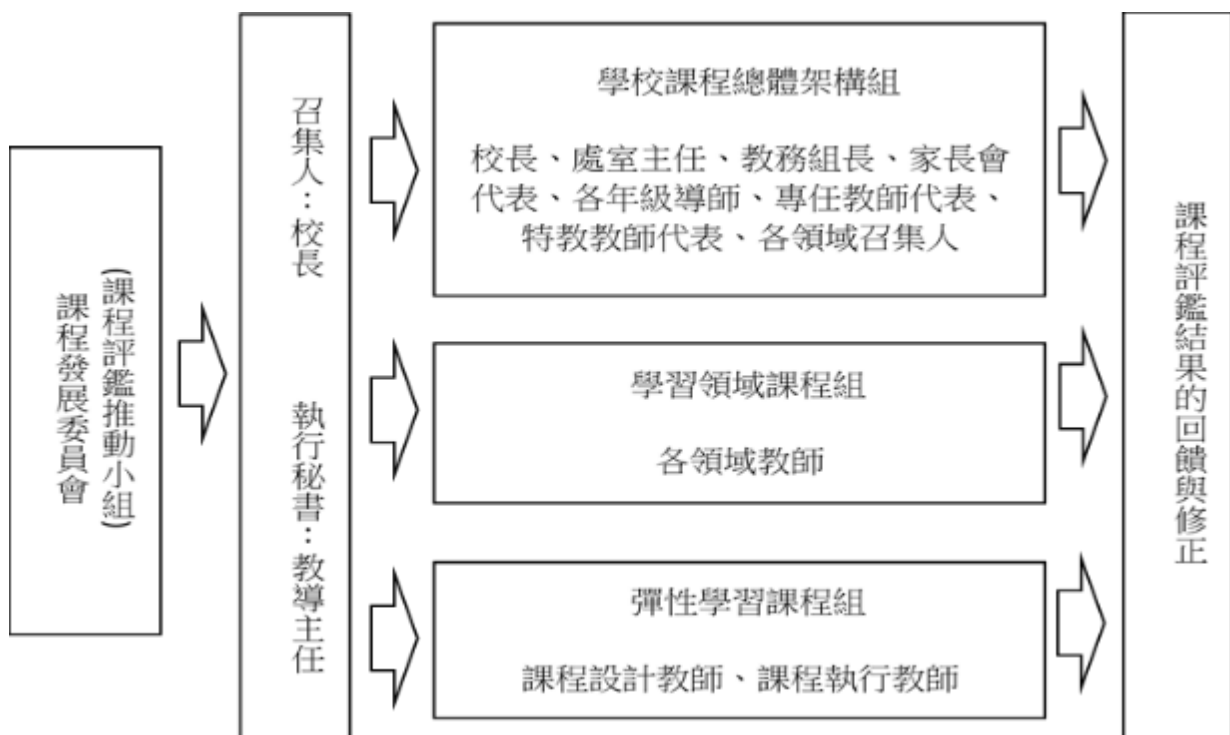 (課程評鑑推動小組)
課程發展委員會
召集人：校長
執行秘書：教導主任
學校課程總體架構組
校長、處室主任、教務組長、家長會
代表、各年級導師、專任教師代表、
特教教師代表、各領域召集人
學習領域課程組
各領域教師
彈性學習課程組
課程設計教師、課程執行教師
課程評鑑結果的回饋與修正